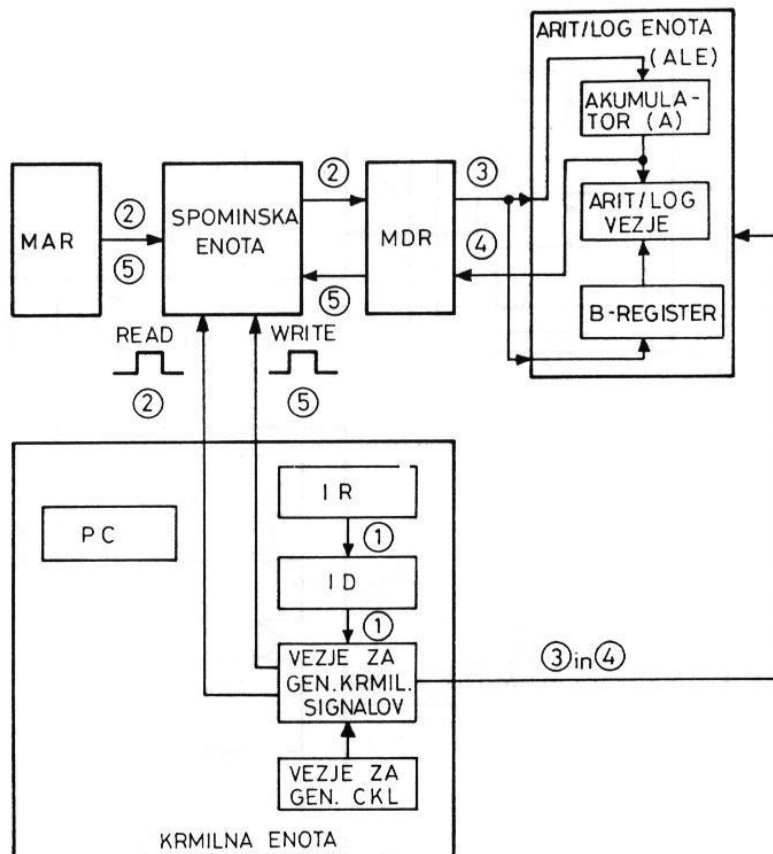 ARIT/LOG ENOTA
(ALE)
AKUMULA-
TOR (A)
ARIT/LOG
VEZJE
B-REGISTER
MAR
②
⑤
SPOMINSKA
ENOTA
②
⑤
MDR
③
④
READ
②
WRITE
⑤
PC
IR
①
ID
①
VEZJE ZA
GEN.KRMIL.
SIGNALOV
③in④
VEZJE ZA
GEN. CKL
KRMILNA ENOTA